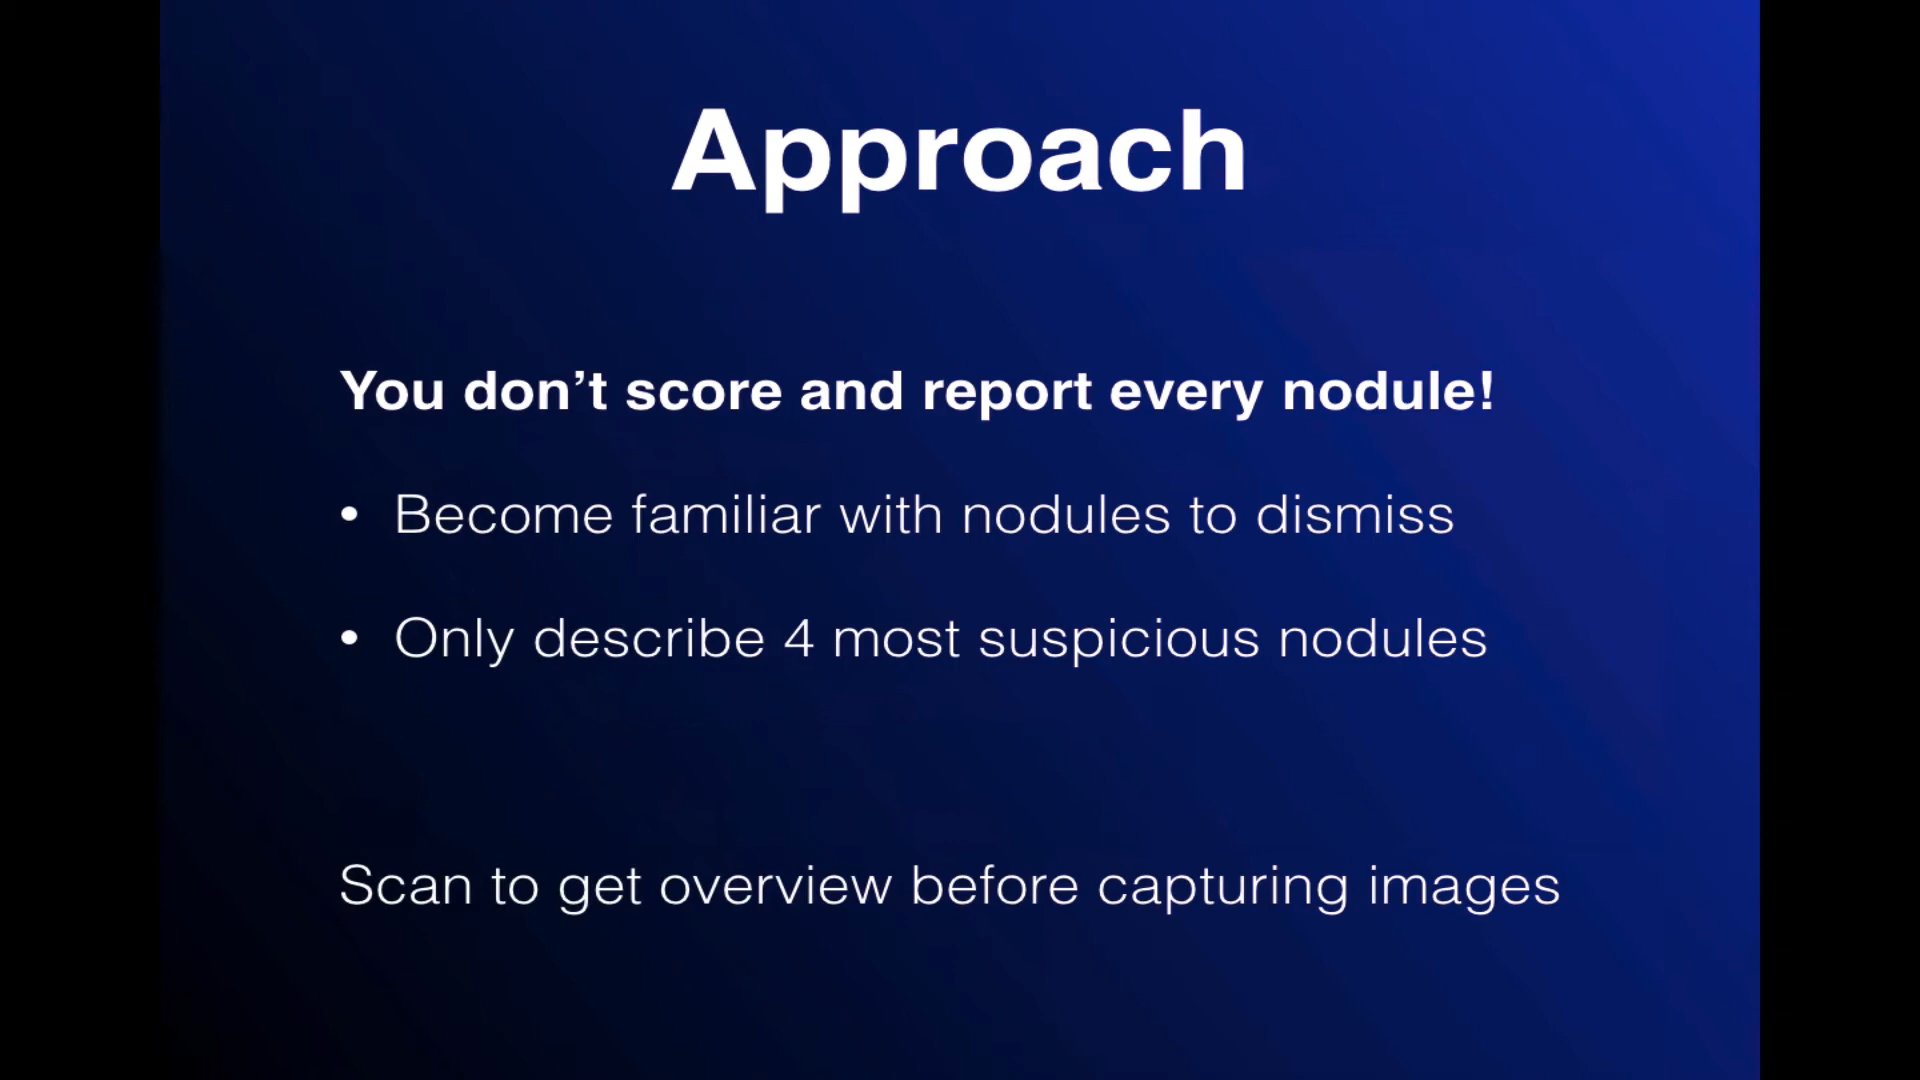 Approach
You don’t score and report every nodule!
• Become familiar with nodules to dismiss
• Only describe 4 most suspicious nodules
Scan to get overview before capturing images